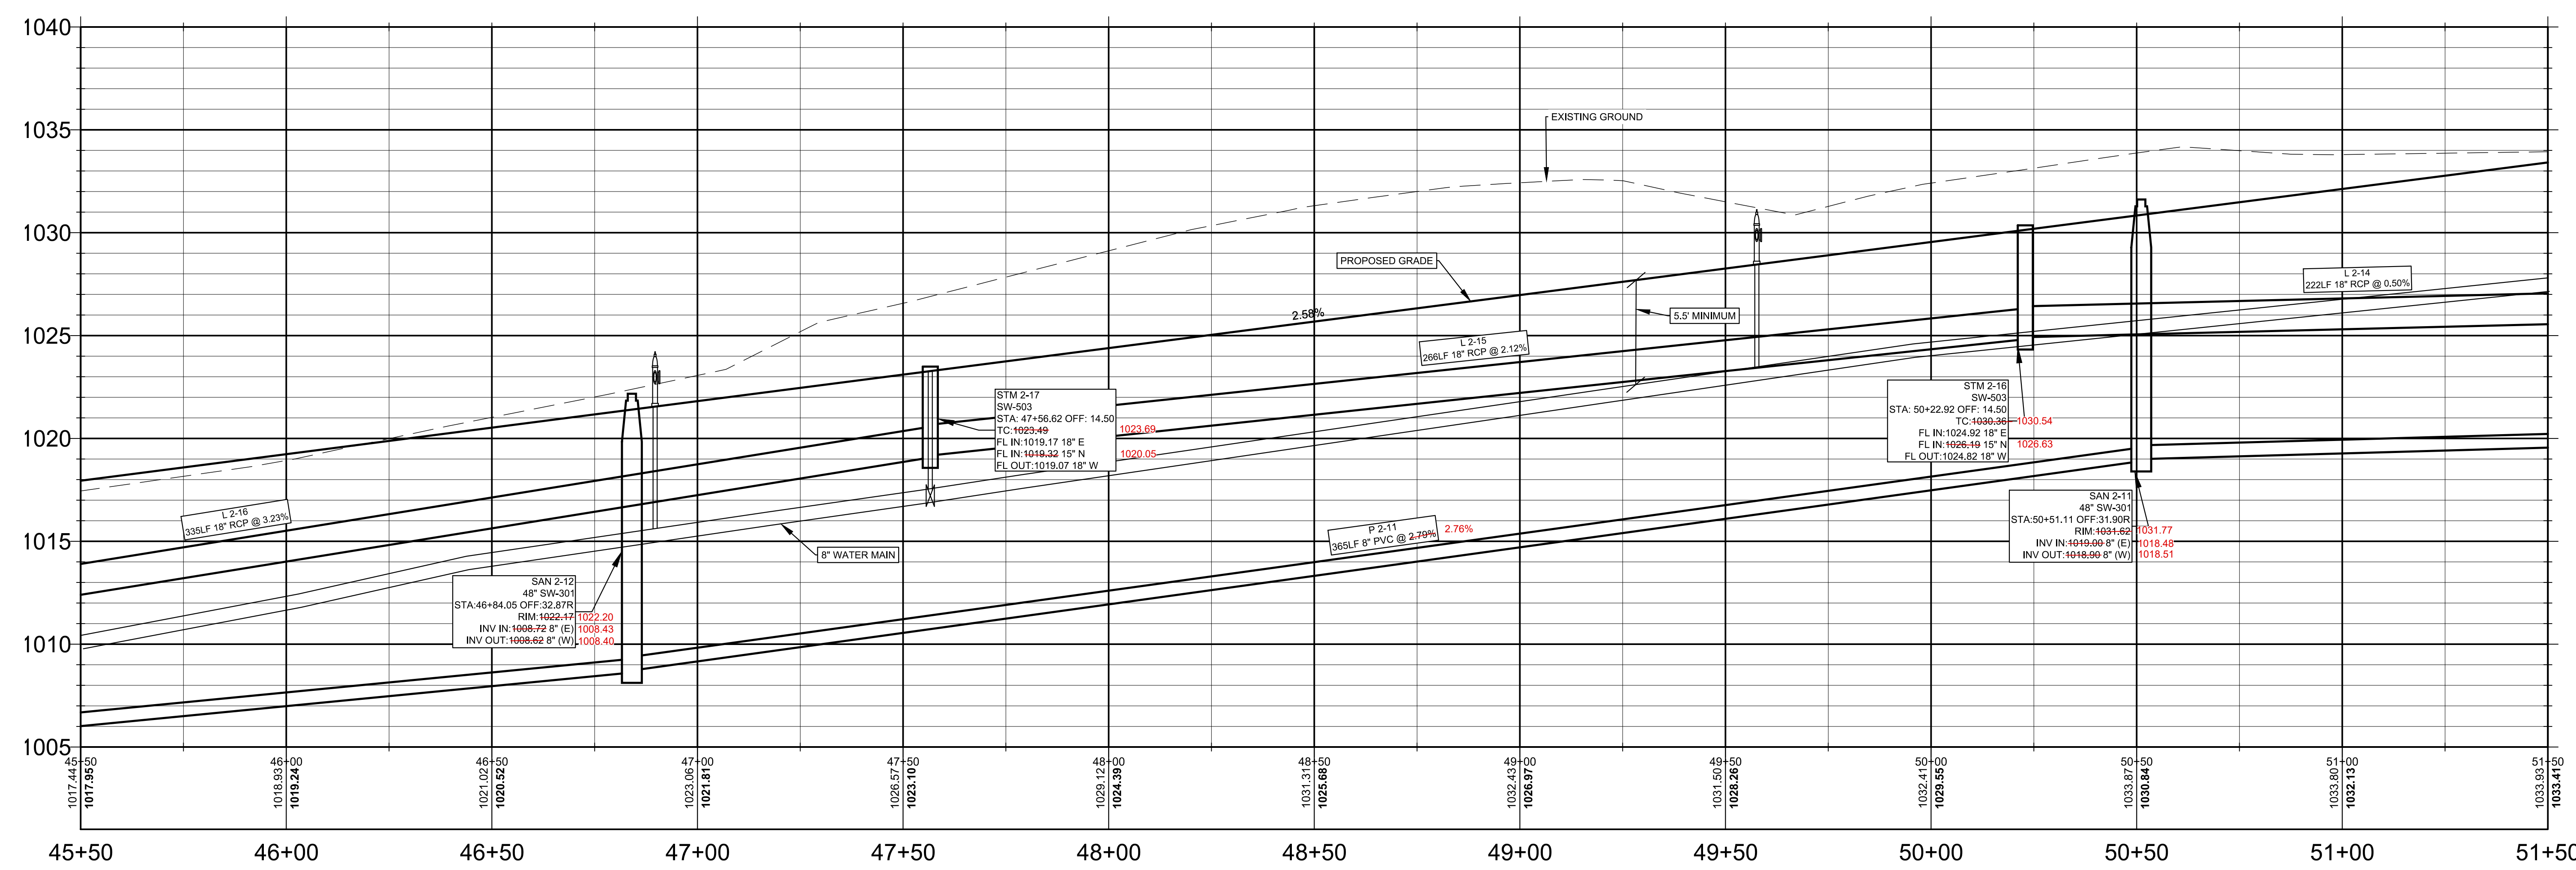 1040
1035
1030
1025
1020
1015
1010
1005
EXISTING GROUND
PROPOSED GRADE
2.58%
5.5' MINIMUM
L 2-14
222LF 18" RCP @ 0.50%
L 2-15
266LF 18" RCP @ 2.12%
STM 2-17
SW-503
STA: 47+56.62 OFF: 14.50
TC:1023.49 1023.69
FL IN:1019.17 18" E
FL IN:1019.32 15" N 1020.05
FL OUT:1019.07 18" W
STM 2-16
SW-503
STA: 50+22.92 OFF: 14.50
TC:1030.36 1030.54
FL IN:1024.92 18" E
FL IN:1026.19 15" N 1026.63
FL OUT:1024.82 18" W
L 2-16
335LF 18" RCP @ 3.23%
8" WATER MAIN
P 2-11
365LF 8" PVC @ 2.79% 2.76%
SAN 2-11
48" SW-301
STA:50+51.11 OFF:31.90R
RIM:1031.62 1031.77
INV IN:1019.00 8" (E) 1018.48
INV OUT:1018.90 8" (W) 1018.51
SAN 2-12
48" SW-301
STA:46+84.05 OFF:32.87R
RIM:1022.17 1022.20
INV IN:1008.72 8" (E) 1008.43
INV OUT:1008.62 8" (W) 1008.40
45+50 46+00 46+50 47+00 47+50 48+00 48+50 49+00 49+50 50+00 50+50 51+00 51+50
1017.44
1017.95
1018.93
1019.24
1021.02
1020.52
1023.06
1021.81
1026.57
1023.10
1029.12
1024.39
1031.31
1025.68
1032.43
1026.97
1031.50
1028.26
1032.41
1029.55
1033.87
1030.84
1033.80
1032.13
1033.93
1033.41
45+50 46+00 46+50 47+00 47+50 48+00 48+50 49+00 49+50 50+00 50+50 51+00 51+50